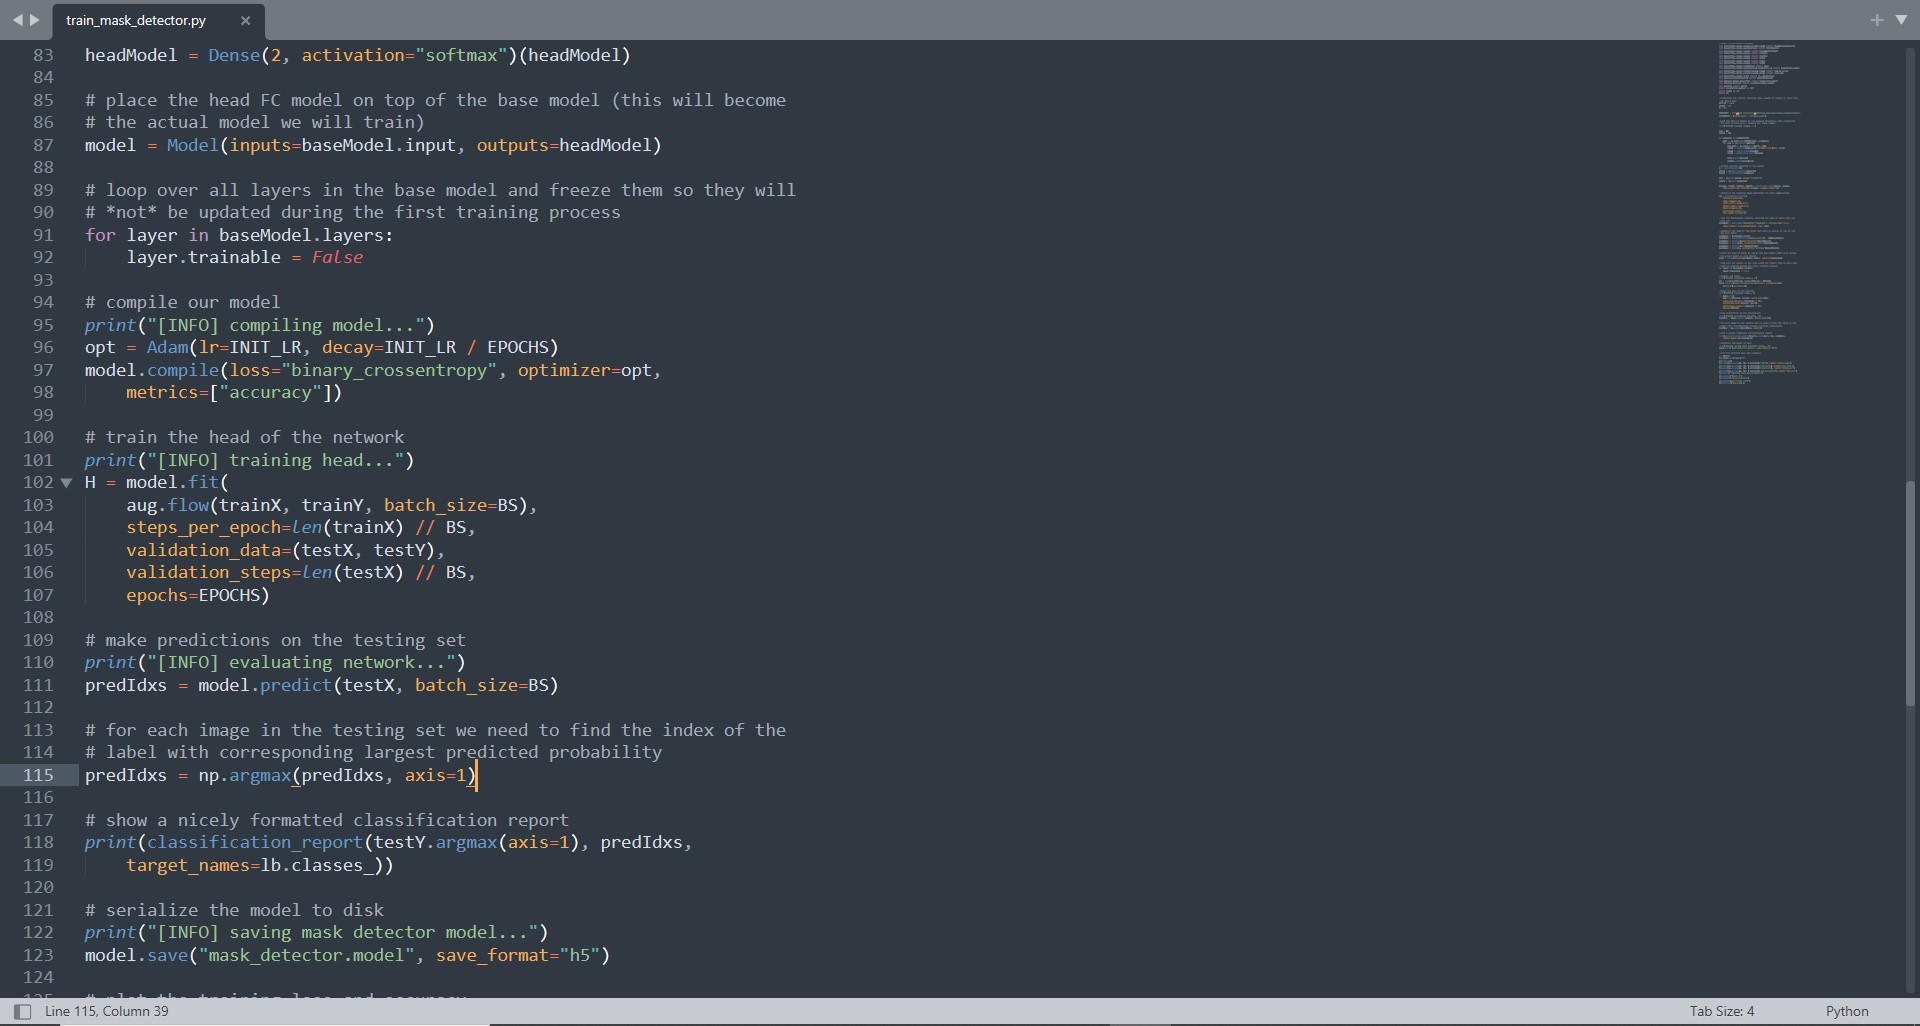 train_mask_detector.py
83 headModel = Dense(2, activation="softmax")(headModel)
84
85 # place the head FC model on top of the base model (this will become
86 # the actual model we will train)
87 model = Model(inputs=baseModel.input, outputs=headModel)
88
89 # loop over all layers in the base model and freeze them so they will
90 # *not* be updated during the first training process
91 for layer in baseModel.layers:
92     layer.trainable = False
93
94 # compile our model
95 print("[INFO] compiling model...")
96 opt = Adam(lr=INIT_LR, decay=INIT_LR / EPOCHS)
97 model.compile(loss="binary_crossentropy", optimizer=opt,
98     metrics=["accuracy"])
99
100 # train the head of the network
101 print("[INFO] training head...")
102 H = model.fit(
103     aug.flow(trainX, trainY, batch_size=BS),
104     steps_per_epoch=len(trainX) // BS,
105     validation_data=(testX, testY),
106     validation_steps=len(testX) // BS,
107     epochs=EPOCHS)
108
109 # make predictions on the testing set
110 print("[INFO] evaluating network...")
111 predIdxs = model.predict(testX, batch_size=BS)
112
113 # for each image in the testing set we need to find the index of the
114 # label with corresponding largest predicted probability
115 predIdxs = np.argmax(predIdxs, axis=1)
116
117 # show a nicely formatted classification report
118 print(classification_report(testY.argmax(axis=1), predIdxs,
119     target_names=lb.classes_))
120
121 # serialize the model to disk
122 print("[INFO] saving mask detector model...")
123 model.save("mask_detector.model", save_format="h5")
124
125 # plot the training loss and accuracy
Line 115, Column 39
Tab Size: 4
Python